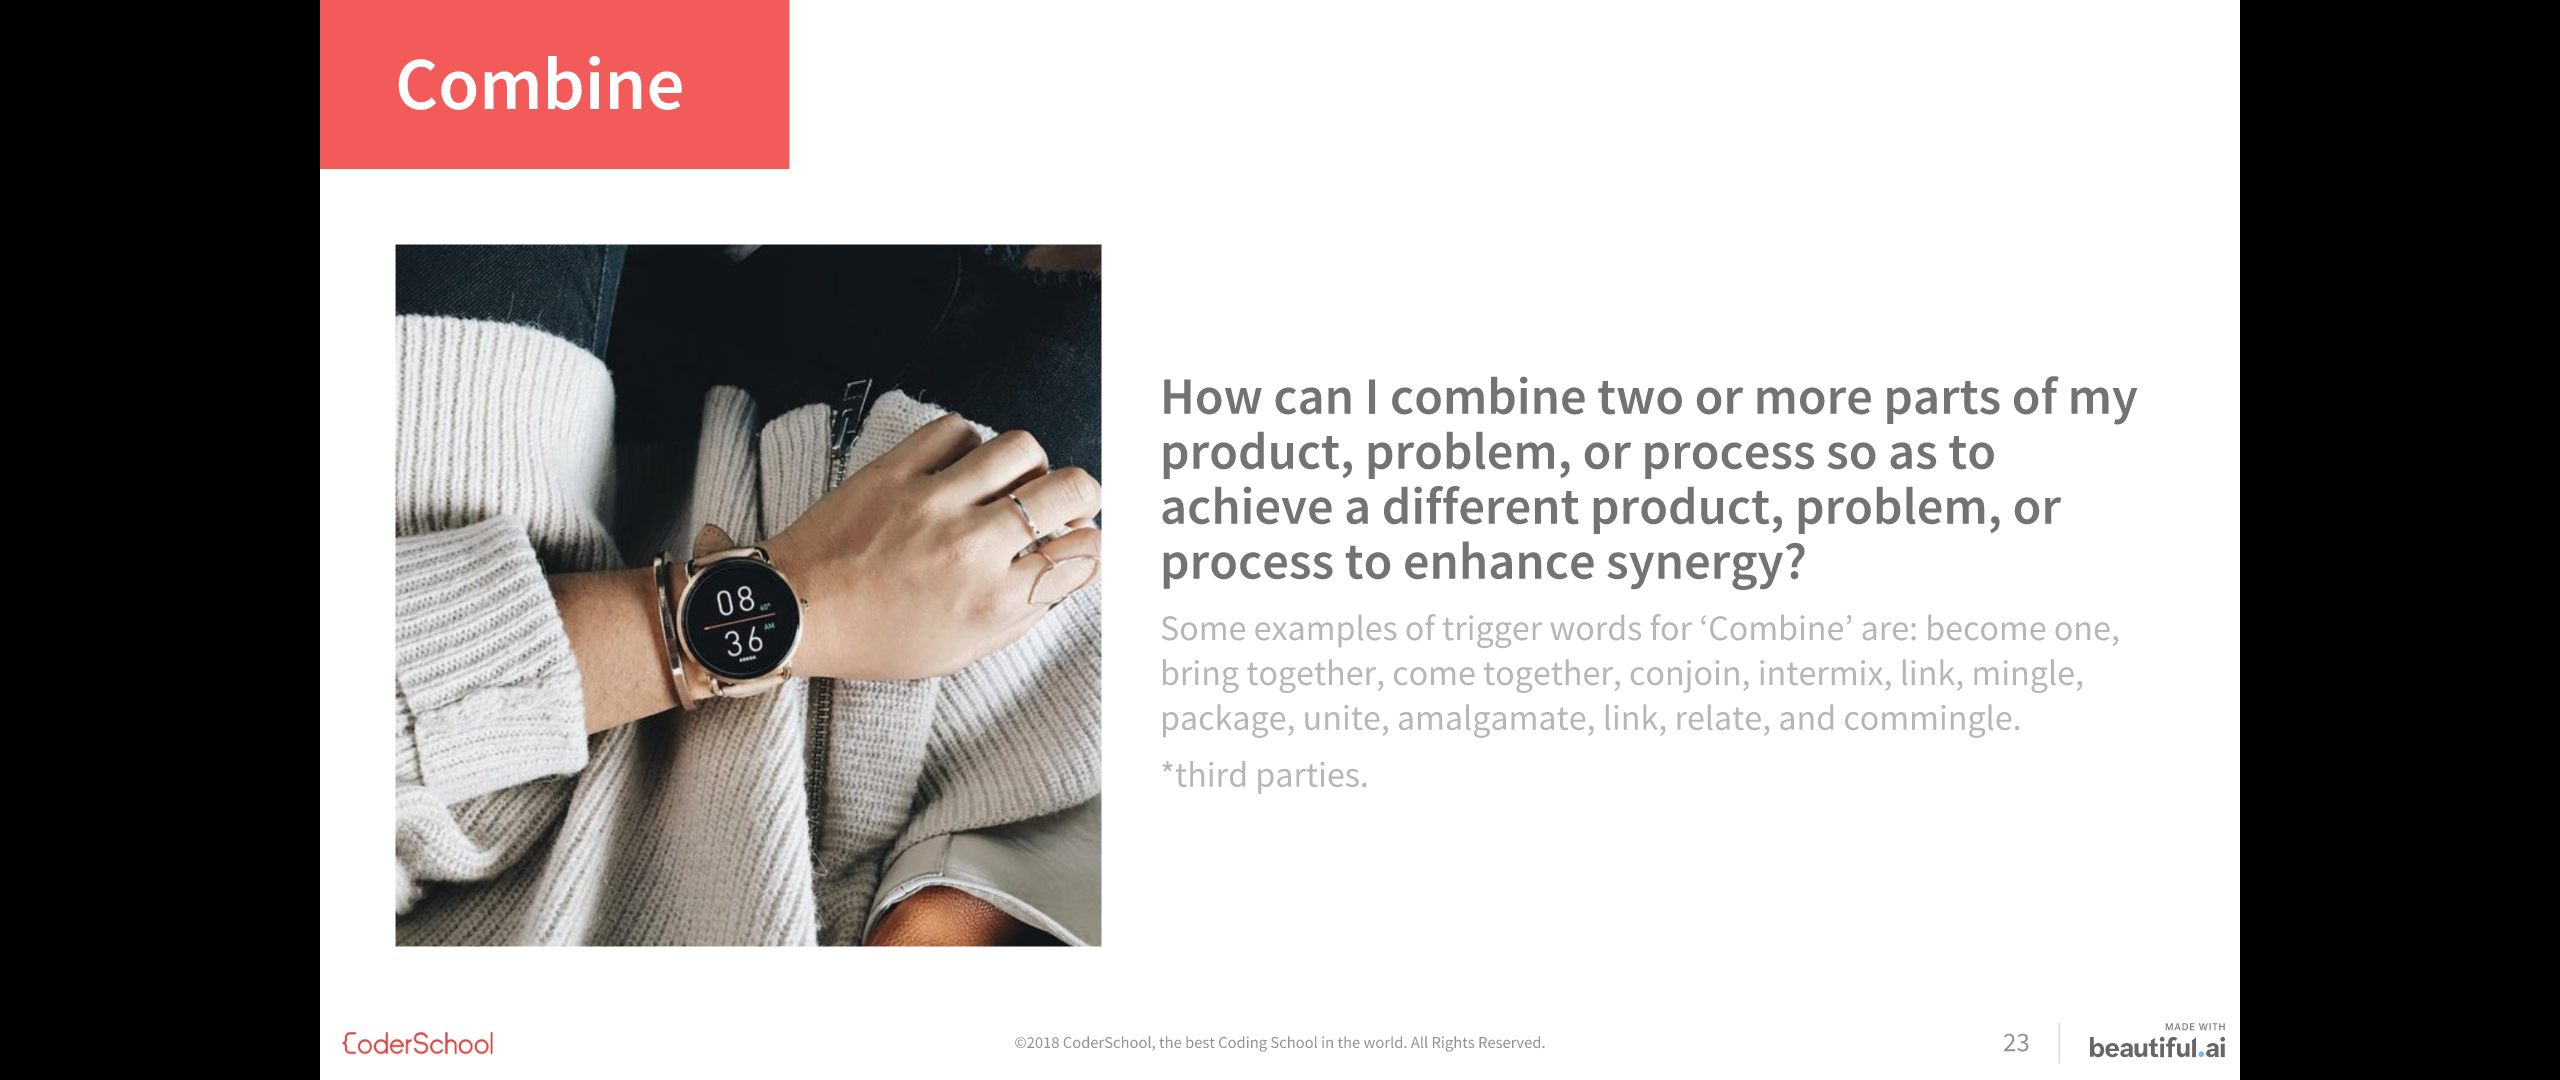 Combine
08
60°
36
AM
FOSSIL
How can I combine two or more parts of my
product, problem, or process so as to
achieve a different product, problem, or
process to enhance synergy?
Some examples of trigger words for ‘Combine’ are: become one,
bring together, come together, conjoin, intermix, link, mingle,
package, unite, amalgamate, link, relate, and commingle.
*third parties.
CoderSchool
©2018 CoderSchool, the best Coding School in the world. All Rights Reserved.
23
MADE WITH
beautiful.ai